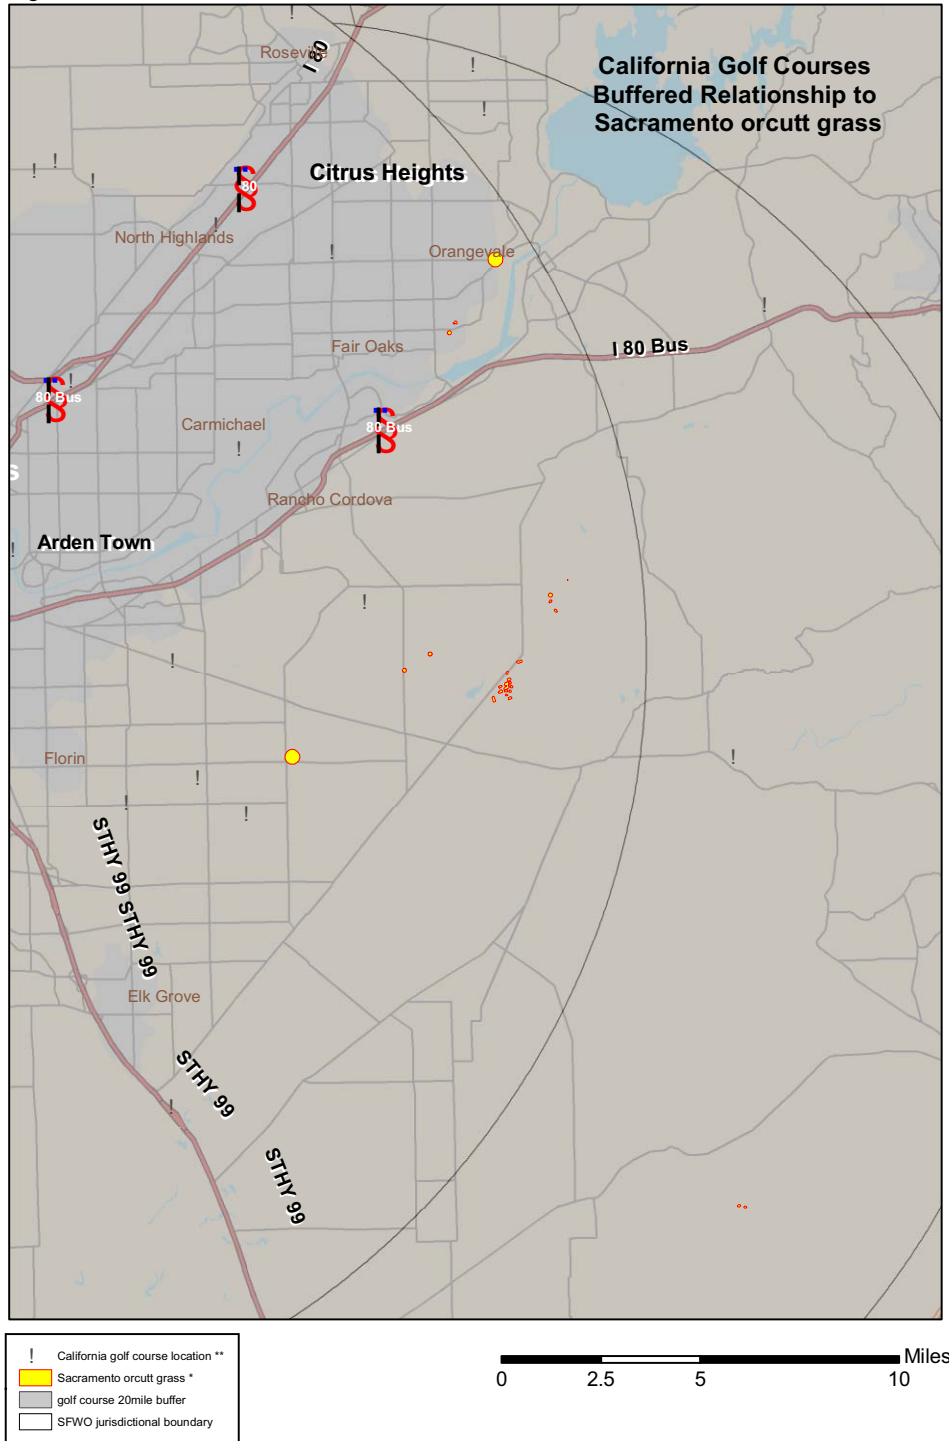 California Golf Courses
Buffered Relationship to
Sacramento orcutt grass
Roseville
I 80
Citrus Heights
80
North Highlands
Orangevale
Fair Oaks
I 80 Bus
80 Bus
80 Bus
Carmichael
S
Rancho Cordova
Arden Town
Florin
STHY 99
STHY 99
Elk Grove
STHY 99
STHY 99
! California golf course location **
Sacramento orcutt grass *
golf course 20mile buffer
SFWO jurisdictional boundary
Miles
0 2.5 5 10